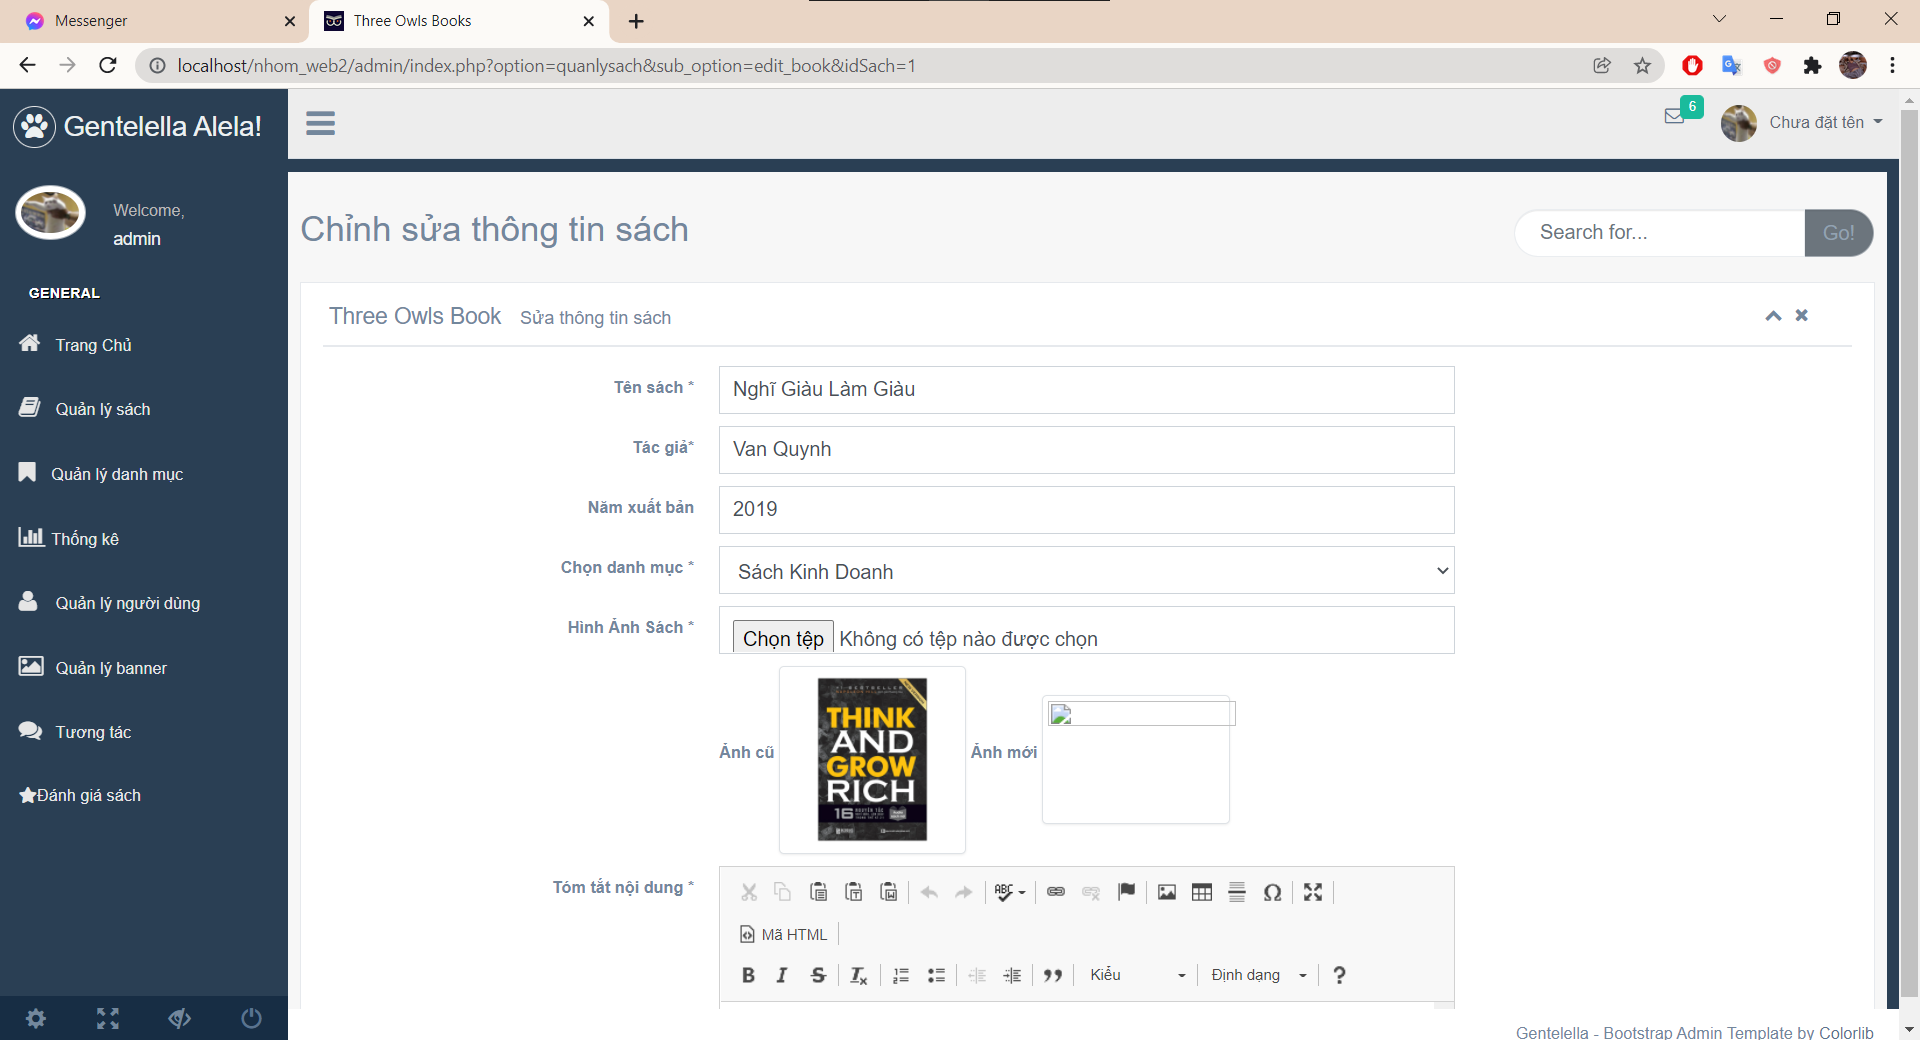 Messenger
Three Owls Books
localhost/nhom_web2/admin/index.php?option=quanlysach&sub_option=edit_book&idSach=1
Gentelella Alela!
6
Chưa đặt tên
Welcome,
admin
Chỉnh sửa thông tin sách
Search for...
Go!
GENERAL
Trang Chủ
Quản lý sách
Quản lý danh mục
Thống kê
Quản lý người dùng
Quản lý banner
Tương tác
Đánh giá sách
Three Owls Book Sửa thông tin sách
Tên sách *
Nghĩ Giàu Làm Giàu
Tác giả*
Van Quynh
Năm xuất bản
2019
Chọn danh mục *
Sách Kinh Doanh
Hình Ảnh Sách *
Chọn tệp Không có tệp nào được chọn
Ảnh cũ
THINK
AND
GROW
RICH
16
Ảnh mới
Tóm tắt nội dung *
ABC
Mã HTML
B I S Ix
Kiểu
Định dạng
?
Gentelella - Bootstrap Admin Template by Colorlib